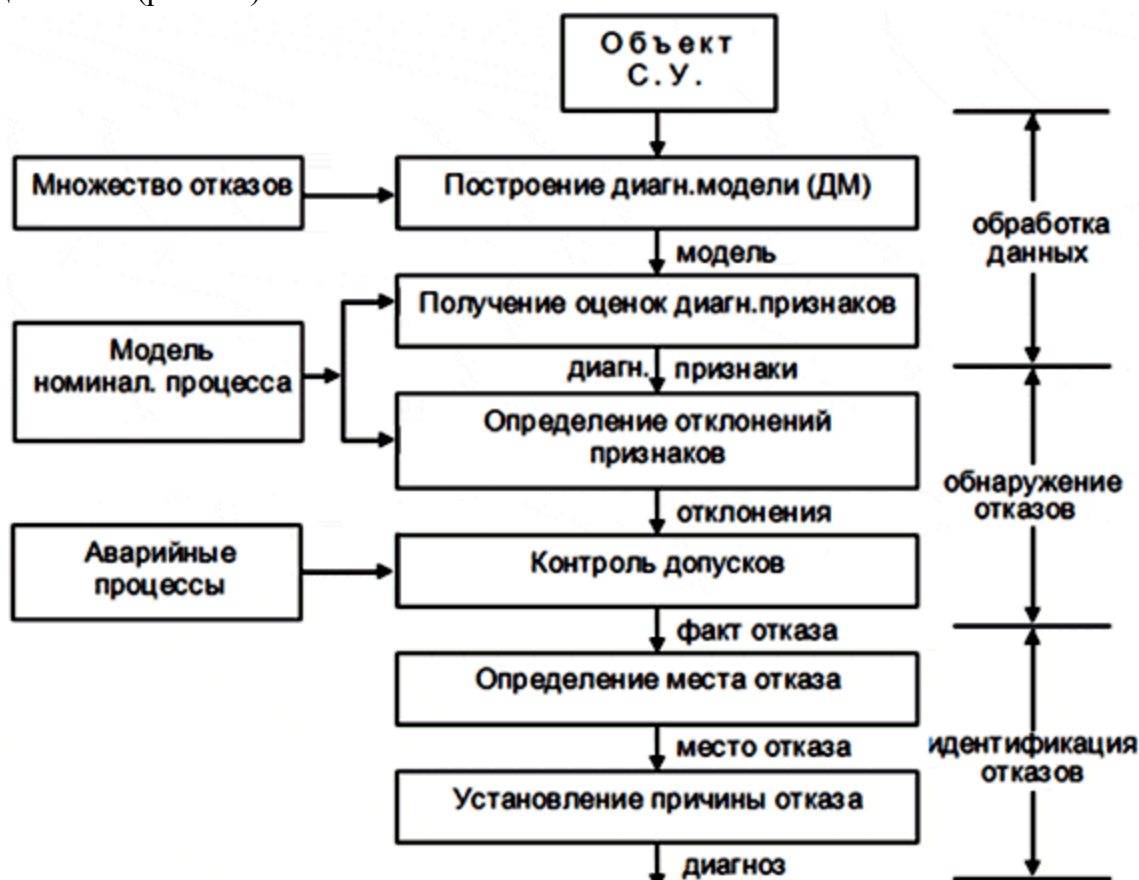 О б ъ е к т
С . У .
Множество отказов
Построение диагн.модели (ДМ)
обработка
данных
модель
Получение оценок диагн.признаков
Модель
номинал. процесса
диагн. признаки
Определение отклонений
признаков
обнаружение
отказов
отклонения
Аварийные
процессы
Контроль допусков
факт отказа
Определение места отказа
место отказа
идентификация
отказов
Установление причины отказа
диагноз